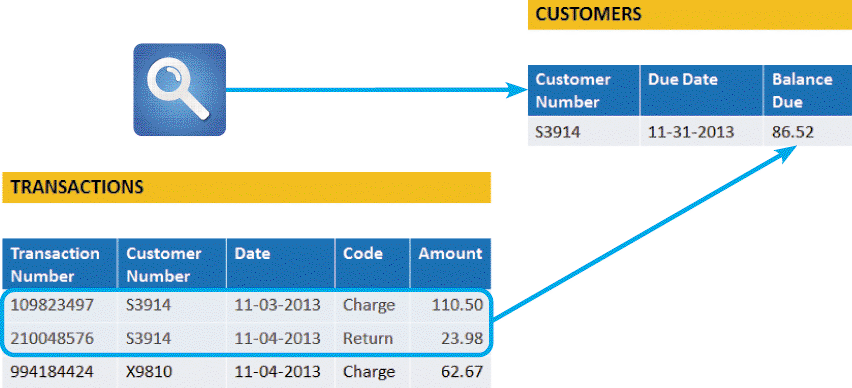 CUSTOMERS
Customer Number Due Date Balance Due
S3914 11-31-2013 86.52
TRANSACTIONS
Transaction Number Customer Number Date Code Amount
109823497 S3914 11-03-2013 Charge 110.50
210048576 S3914 11-04-2013 Return 23.98
994184424 X9810 11-04-2013 Charge 62.67